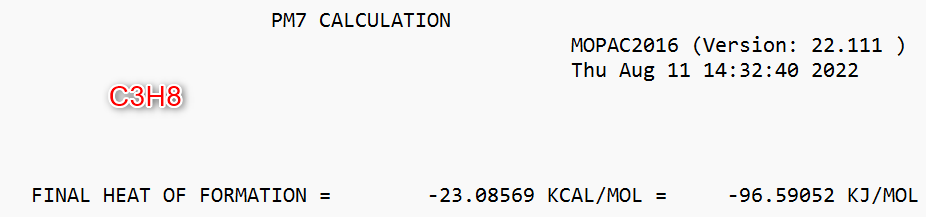 PM7 CALCULATION
MOPAC2016 (Version: 22.111 )
Thu Aug 11 14:32:40 2022
C3H8
FINAL HEAT OF FORMATION = -23.08569 KCAL/MOL = -96.59052 KJ/MOL